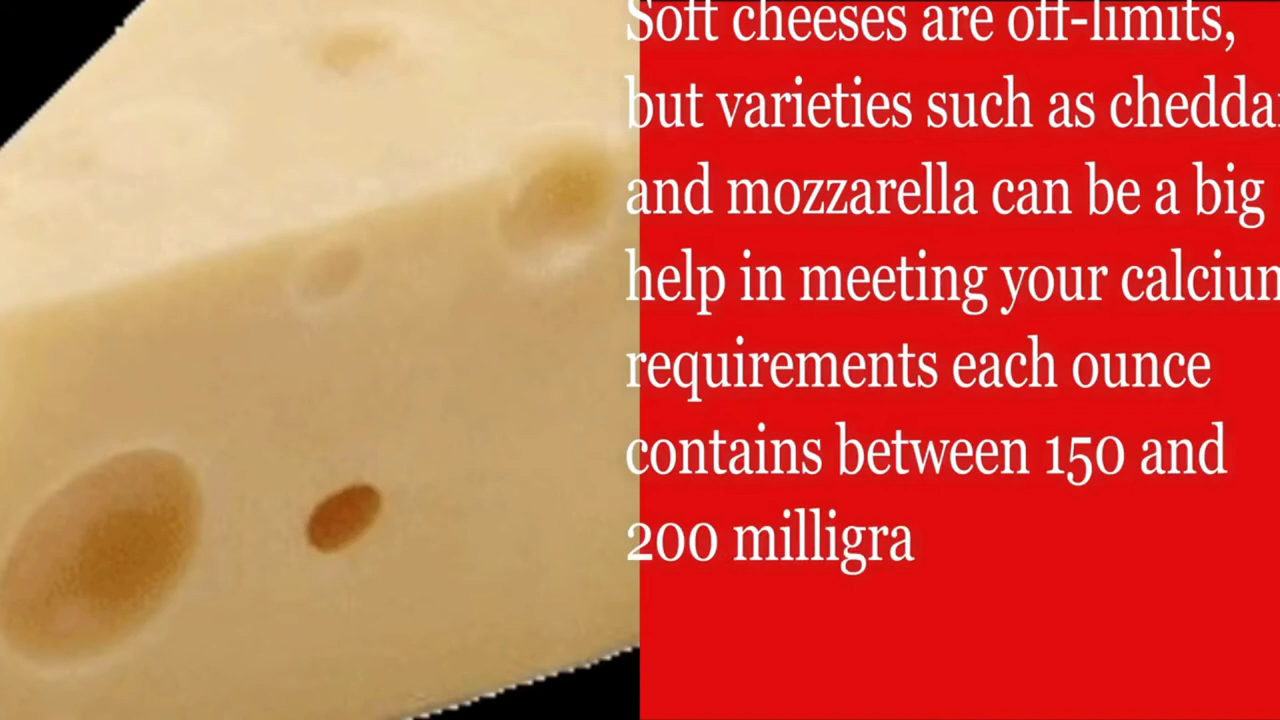 Soft cheeses are off-limits,
but varieties such as cheddar
and mozzarella can be a big
help in meeting your calcium
requirements each ounce
contains between 150 and
200 milligra